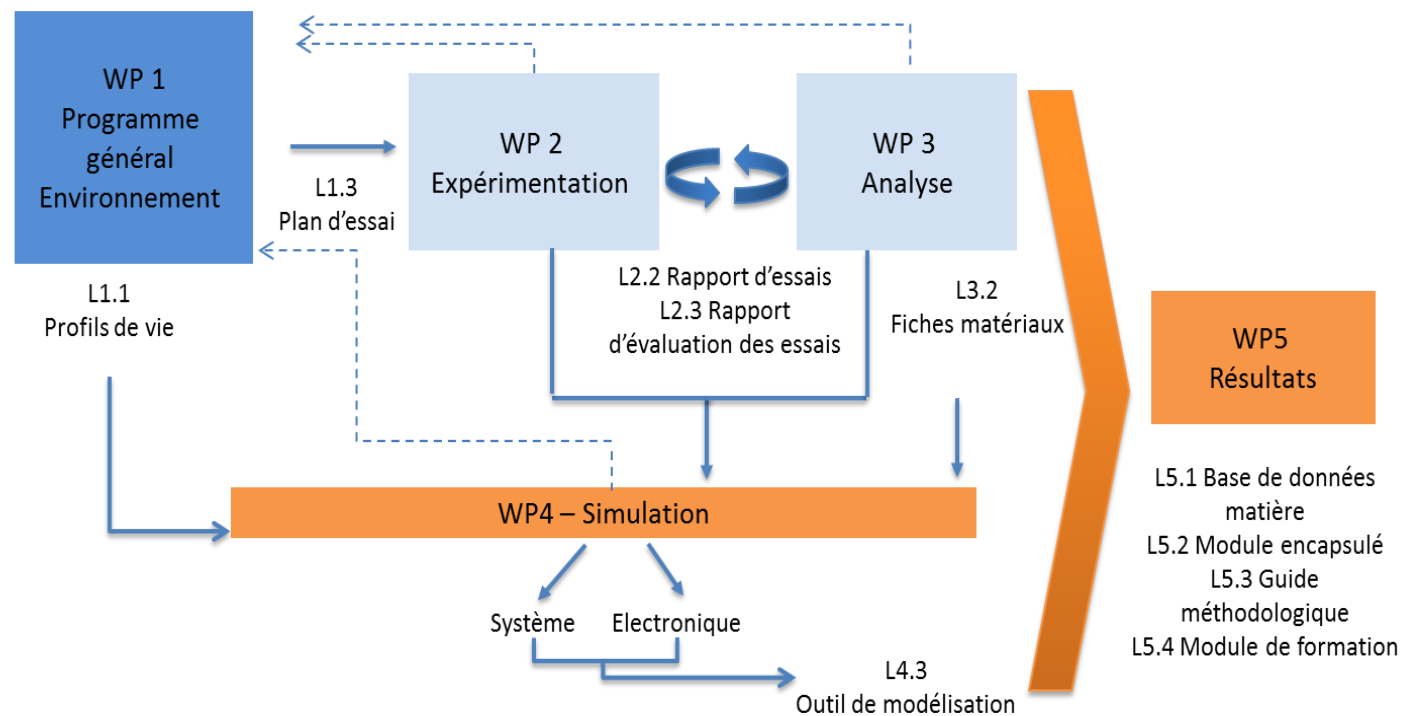 WP 1
Programme
général
Environnement
L1.3
Plan d’essai
WP 2
Expérimentation
WP 3
Analyse
L1.1
Profils de vie
L2.2 Rapport d’essais
L2.3 Rapport
d’évaluation des essais
L3.2
Fiches matériaux
WP5
Résultats
L5.1 Base de données
matière
L5.2 Module encapsulé
L5.3 Guide
méthodologique
L5.4 Module de formation
WP4 – Simulation
Système
Electronique
L4.3
Outil de modélisation